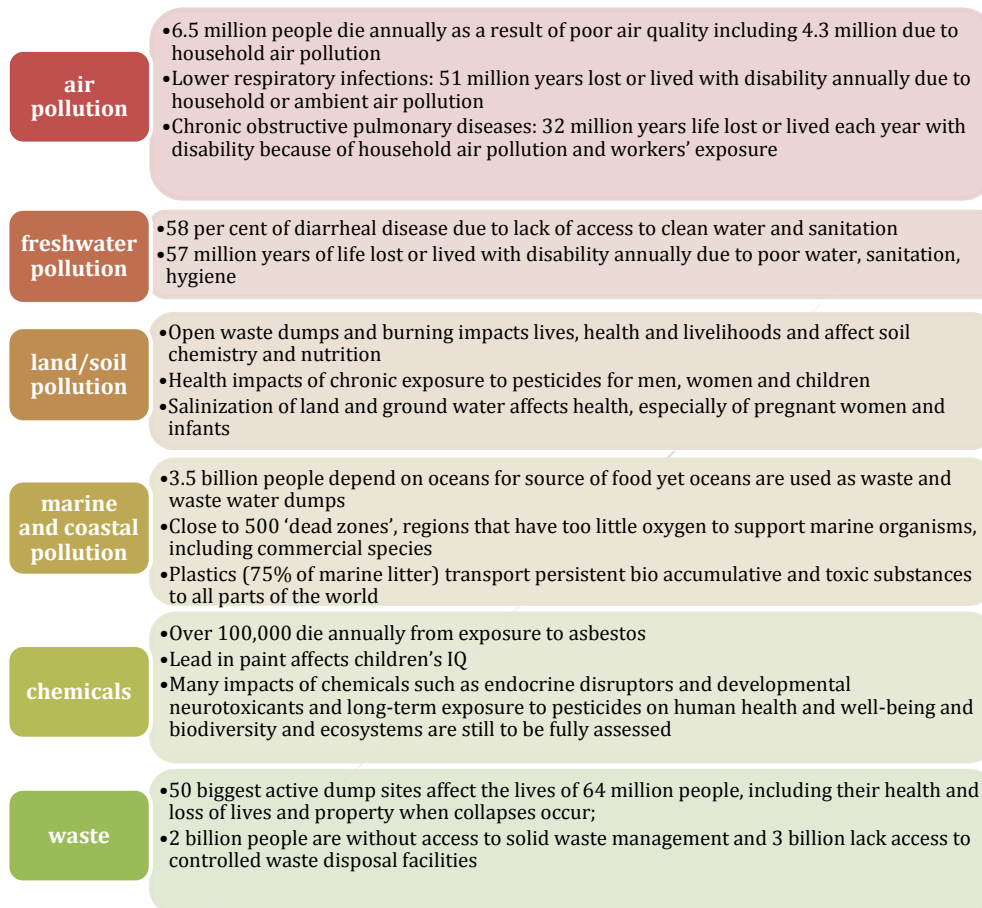 air
pollution
•6.5 million people die annually as a result of poor air quality including 4.3 million due to
household air pollution
•Lower respiratory infections: 51 million years lost or lived with disability annually due to
household or ambient air pollution
•Chronic obstructive pulmonary diseases: 32 million years life lost or lived each year with
disability because of household air pollution and workers’ exposure
freshwater
pollution
•58 per cent of diarrheal disease due to lack of access to clean water and sanitation
•57 million years of life lost or lived with disability annually due to poor water, sanitation,
hygiene
land/soil
pollution
•Open waste dumps and burning impacts lives, health and livelihoods and affect soil
chemistry and nutrition
•Health impacts of chronic exposure to pesticides for men, women and children
•Salinization of land and ground water affects health, especially of pregnant women and
infants
marine
and coastal
pollution
•3.5 billion people depend on oceans for source of food yet oceans are used as waste and
waste water dumps
•Close to 500 ‘dead zones’, regions that have too little oxygen to support marine organisms,
including commercial species
•Plastics (75% of marine litter) transport persistent bio accumulative and toxic substances
to all parts of the world
chemicals
•Over 100,000 die annually from exposure to asbestos
•Lead in paint affects children’s IQ
•Many impacts of chemicals such as endocrine disruptors and developmental
neurotoxicants and long-term exposure to pesticides on human health and well-being and
biodiversity and ecosystems are still to be fully assessed
waste
•50 biggest active dump sites affect the lives of 64 million people, including their health and
loss of lives and property when collapses occur;
•2 billion people are without access to solid waste management and 3 billion lack access to
controlled waste disposal facilities